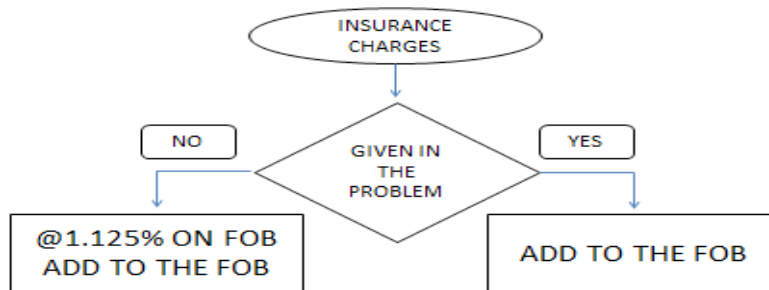 INSURANCE
CHARGES
NO
YES
GIVEN IN
THE
PROBLEM
@1.125% ON FOB
ADD TO THE FOB
ADD TO THE FOB